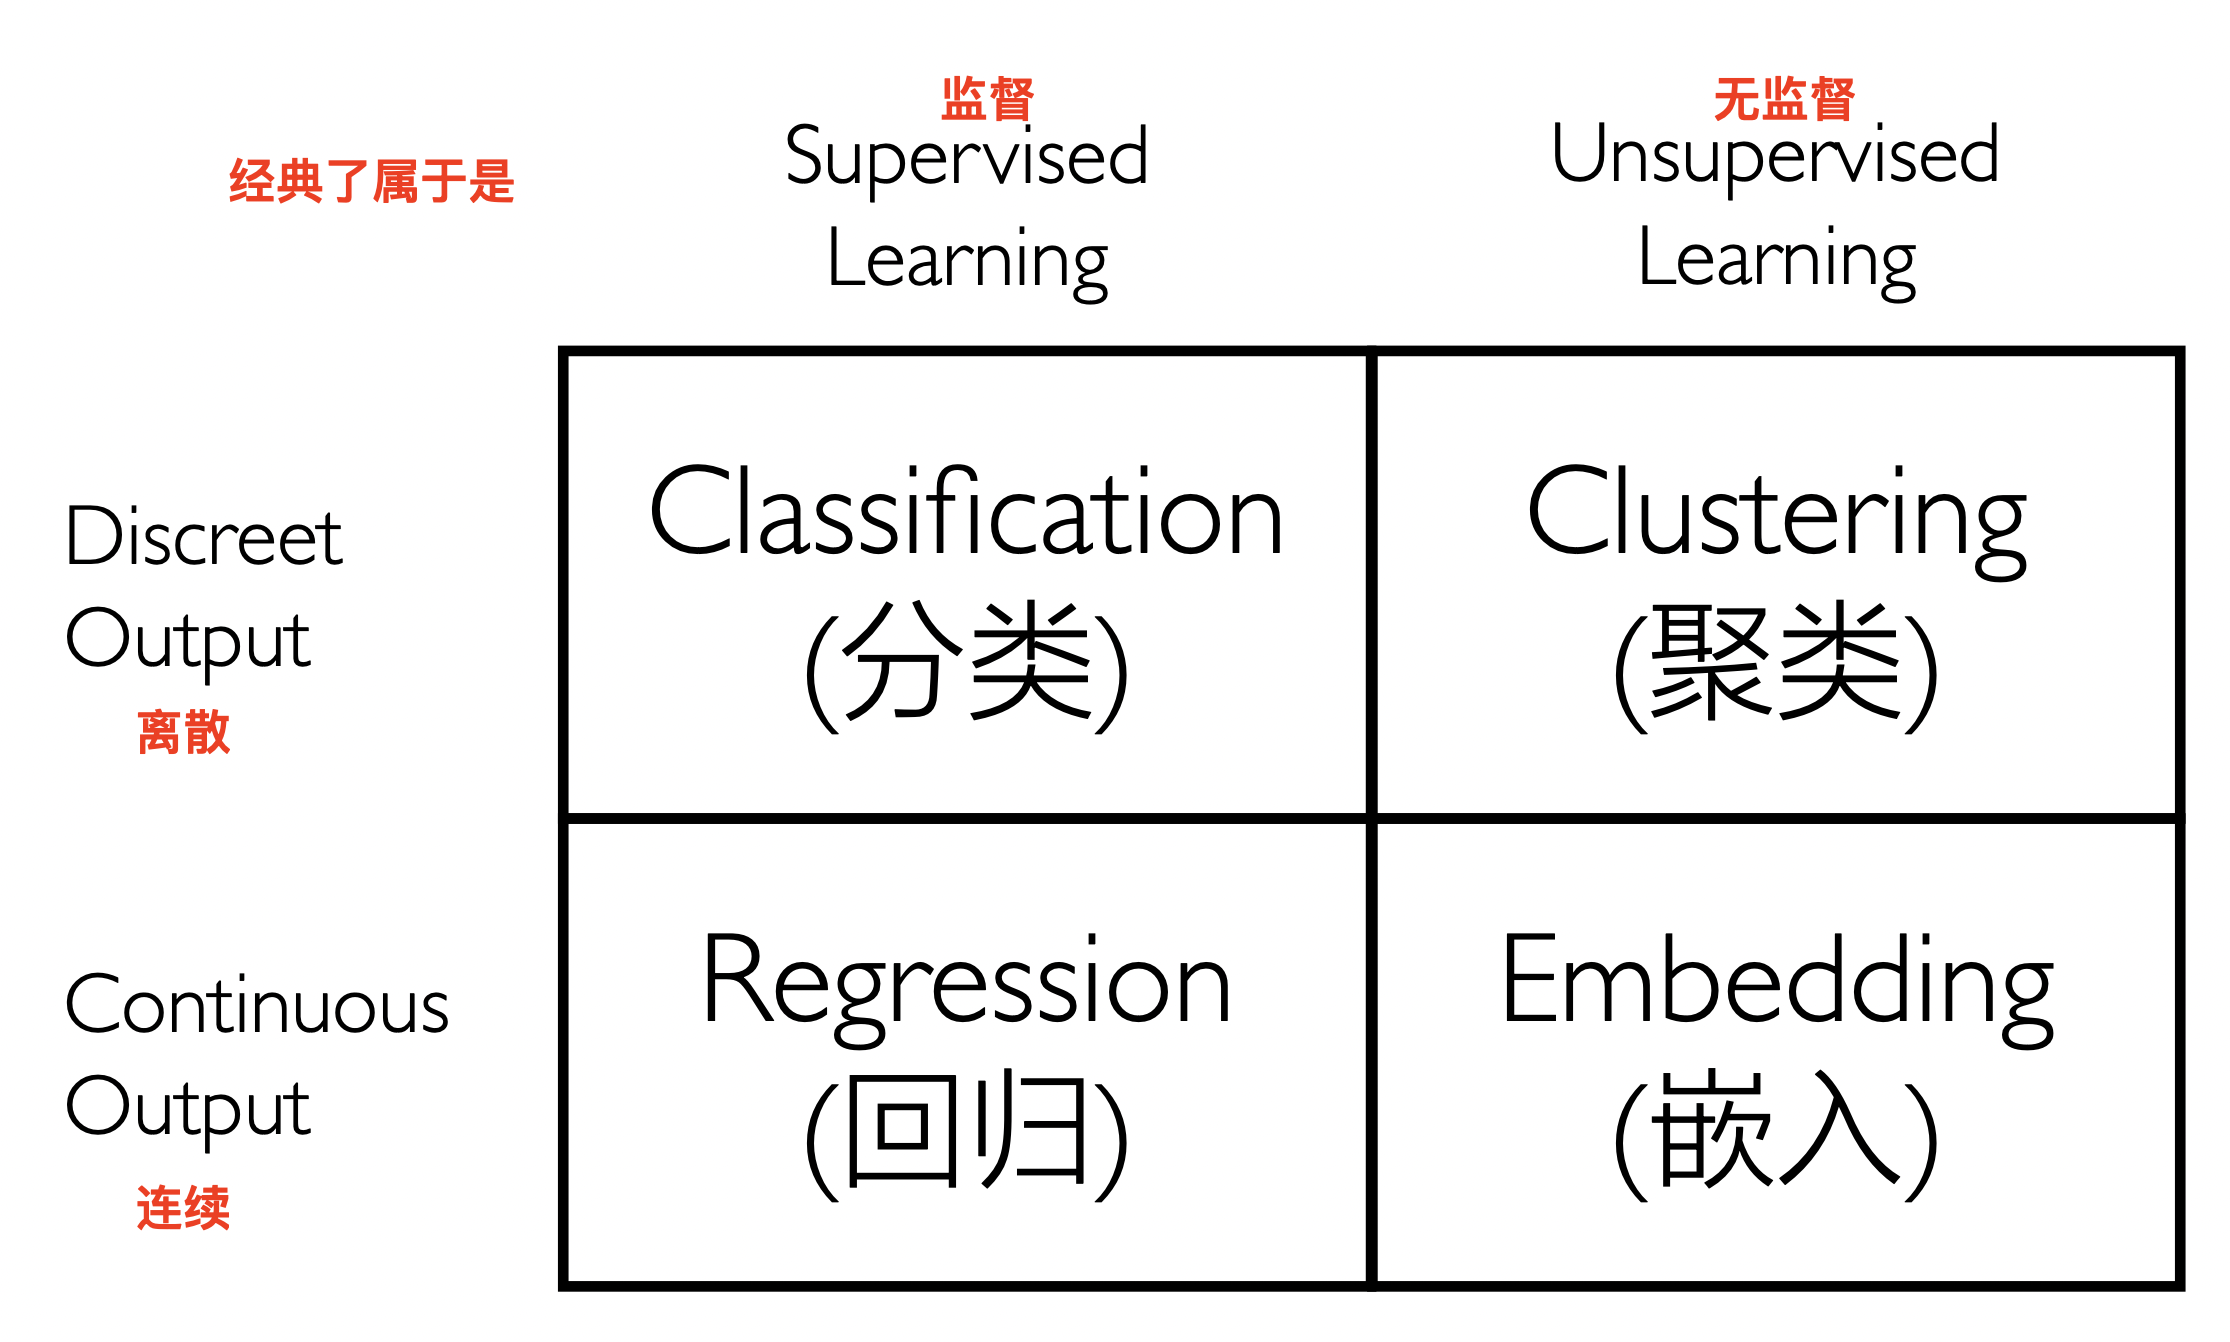 监督
无监督
经典了属于是
Supervised
Learning
Unsupervised
Learning
Discreet
Output
离散
Classification
(分类)
Clustering
(聚类)
Continuous
Output
连续
Regression
(回归)
Embedding
(嵌入)